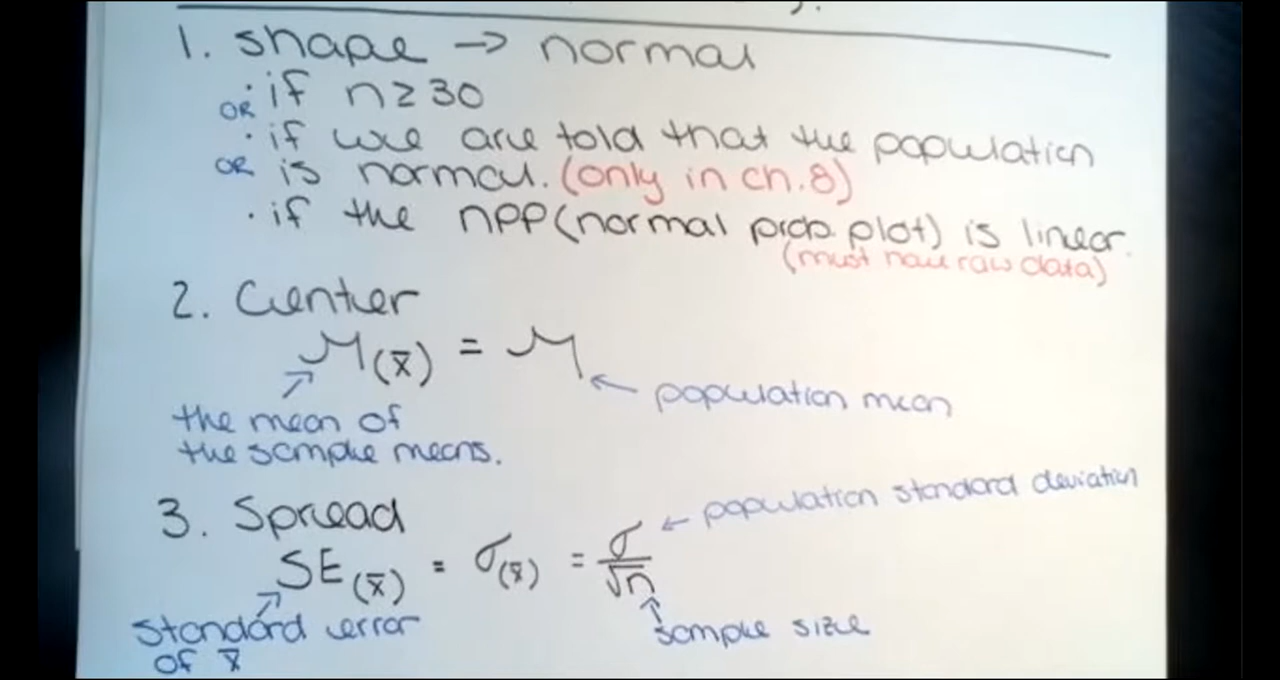 1. Shape → normal
· if n ≥ 30
OR
· if we are told that the population
OR is normal. (only in ch.8)
· if the NPP (normal prob. plot) is linear.
(must have raw data)
2. Center
μ(x̄) = μ
← population mean
the mean of
the sample means.
3. Spread
← population standard deviation
SE(x̄) = σ(x̄) = σ/√n
standard error
of x̄
sample size